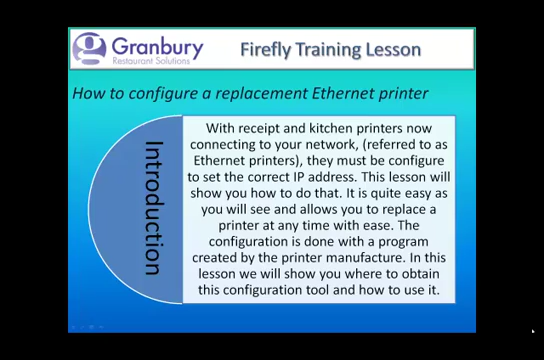 Granbury
Restaurant Solutions
Firefly Training Lesson
How to configure a replacement Ethernet printer
Introduction
With receipt and kitchen printers now
connecting to your network, (referred to as
Ethernet printers), they must be configure
to set the correct IP address. This lesson will
show you how to do that. It is quite easy as
you will see and allows you to replace a
printer at any time with ease. The
configuration is done with a program
created by the printer manufacture. In this
lesson we will show you where to obtain
this configuration tool and how to use it.